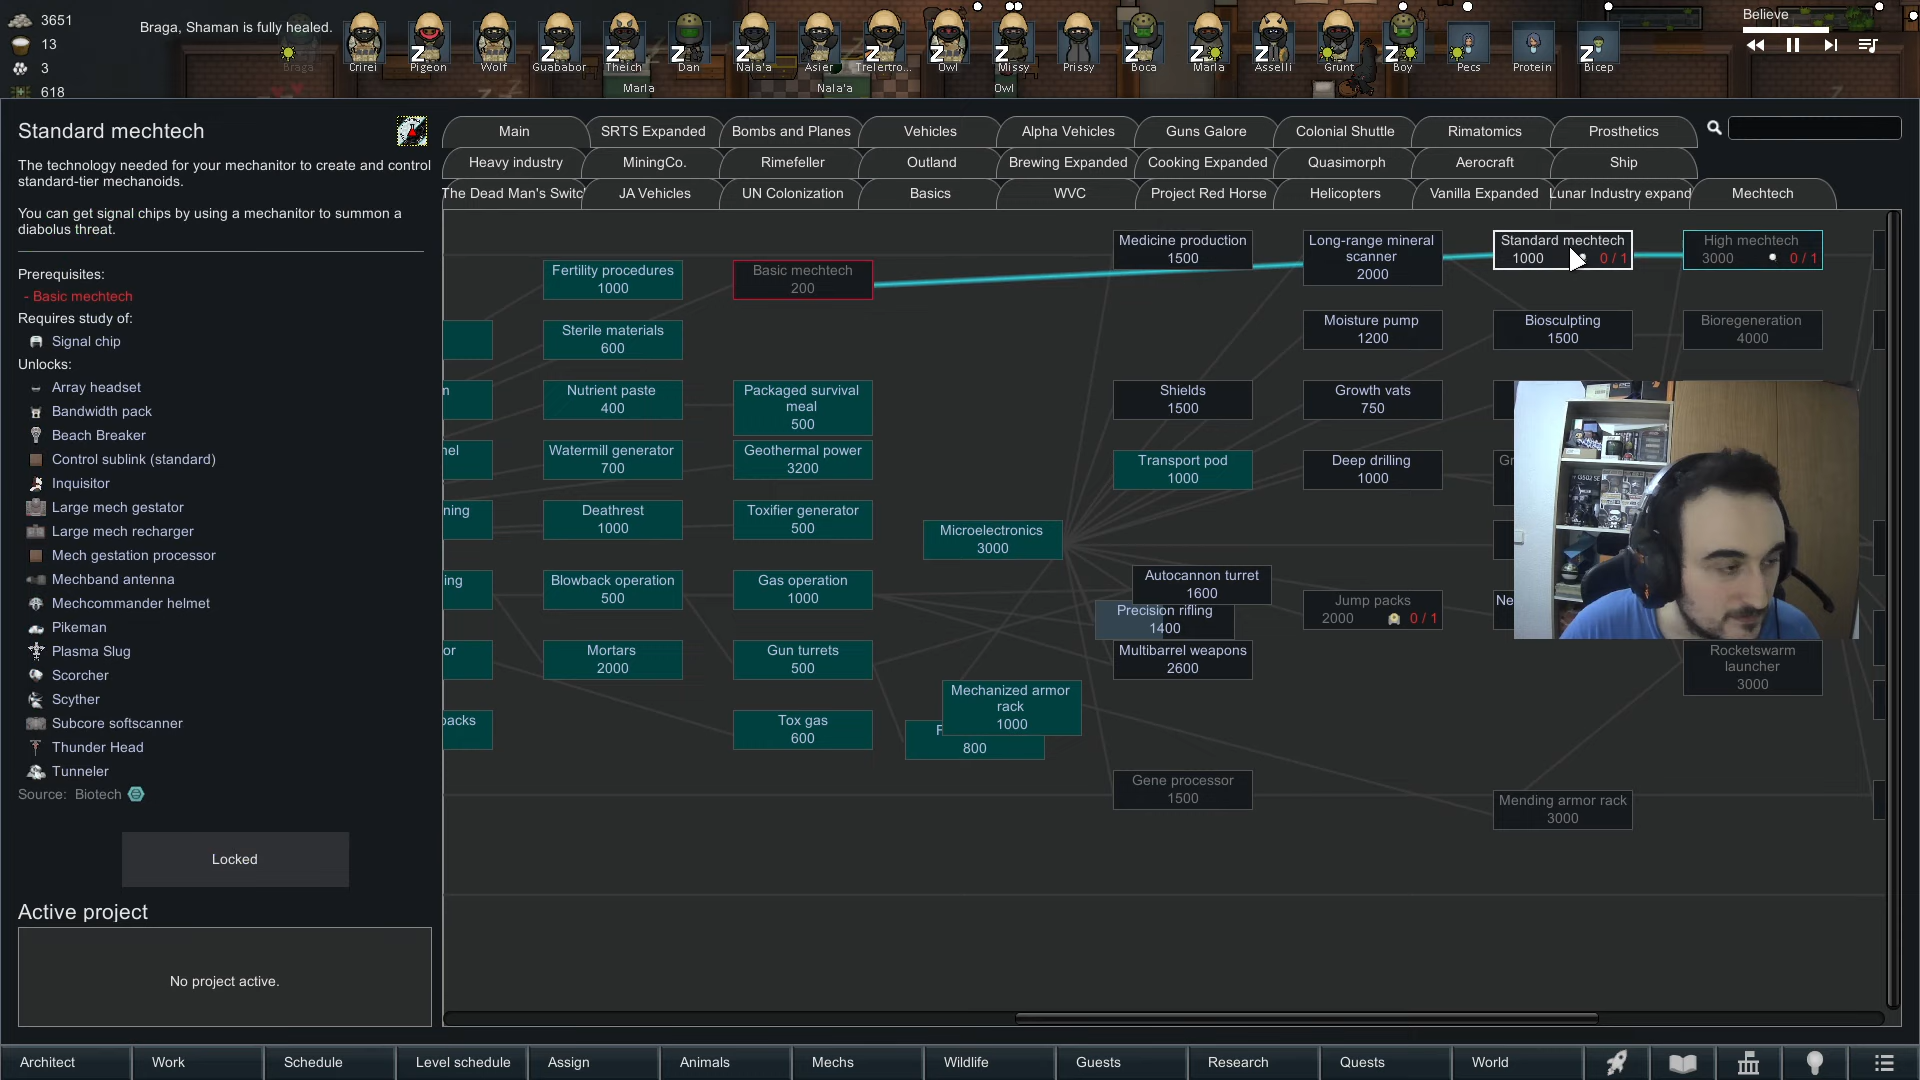 3651
13
3
618
Braga, Shaman is fully healed.
Braga
Crirei
Pigeon
Wolf
Guababor
Theich
Dan
Nala'a
Asier
Trelertro...
Owl
Missy
Prissy
Boca
Marla
Asselli
Grunt
Boy
Pecs
Protein
Bicep
Marla
Nala'a
Owl
Believe
Standard mechtech
The technology needed for your mechanitor to create and control
standard-tier mechanoids.
You can get signal chips by using a mechanitor to summon a
diabolus threat.
Prerequisites:
- Basic mechtech
Requires study of:
Signal chip
Unlocks:
Array headset
Bandwidth pack
Beach Breaker
Control sublink (standard)
Inquisitor
Large mech gestator
Large mech recharger
Mech gestation processor
Mechband antenna
Mechcommander helmet
Pikeman
Plasma Slug
Scorcher
Scyther
Subcore softscanner
Thunder Head
Tunneler
Source: Biotech
Locked
Active project
No project active.
Main
SRTS Expanded
Bombs and Planes
Vehicles
Alpha Vehicles
Guns Galore
Colonial Shuttle
Rimatomics
Prosthetics
Heavy industry
MiningCo.
Rimefeller
Outland
Brewing Expanded
Cooking Expanded
Quasimorph
Aerocraft
Ship
The Dead Man's Switc
JA Vehicles
UN Colonization
Basics
WVC
Project Red Horse
Helicopters
Vanilla Expanded
Lunar Industry expand
Mechtech
Medicine production
1500
Long-range mineral
scanner
2000
Standard mechtech
1000 0 / 1
High mechtech
3000 0 / 1
Fertility procedures
1000
Basic mechtech
200
Sterile materials
600
Moisture pump
1200
Biosculpting
1500
Bioregeneration
4000
Nutrient paste
400
Packaged survival
meal
500
Shields
1500
Growth vats
750
nel
Watermill generator
700
Geothermal power
3200
Transport pod
1000
Deep drilling
1000
Gr
ning
Deathrest
1000
Toxifier generator
500
Microelectronics
3000
ing
Blowback operation
500
Gas operation
1000
Autocannon turret
1600
Precision rifling
1400
Jump packs
2000 0 / 1
Ne
or
Mortars
2000
Gun turrets
500
Multibarrel weapons
2600
Rocketswarm
launcher
3000
Mechanized armor
rack
1000
packs
Tox gas
600
F
800
Gene processor
1500
Mending armor rack
3000
Architect
Work
Schedule
Level schedule
Assign
Animals
Mechs
Wildlife
Guests
Research
Quests
World